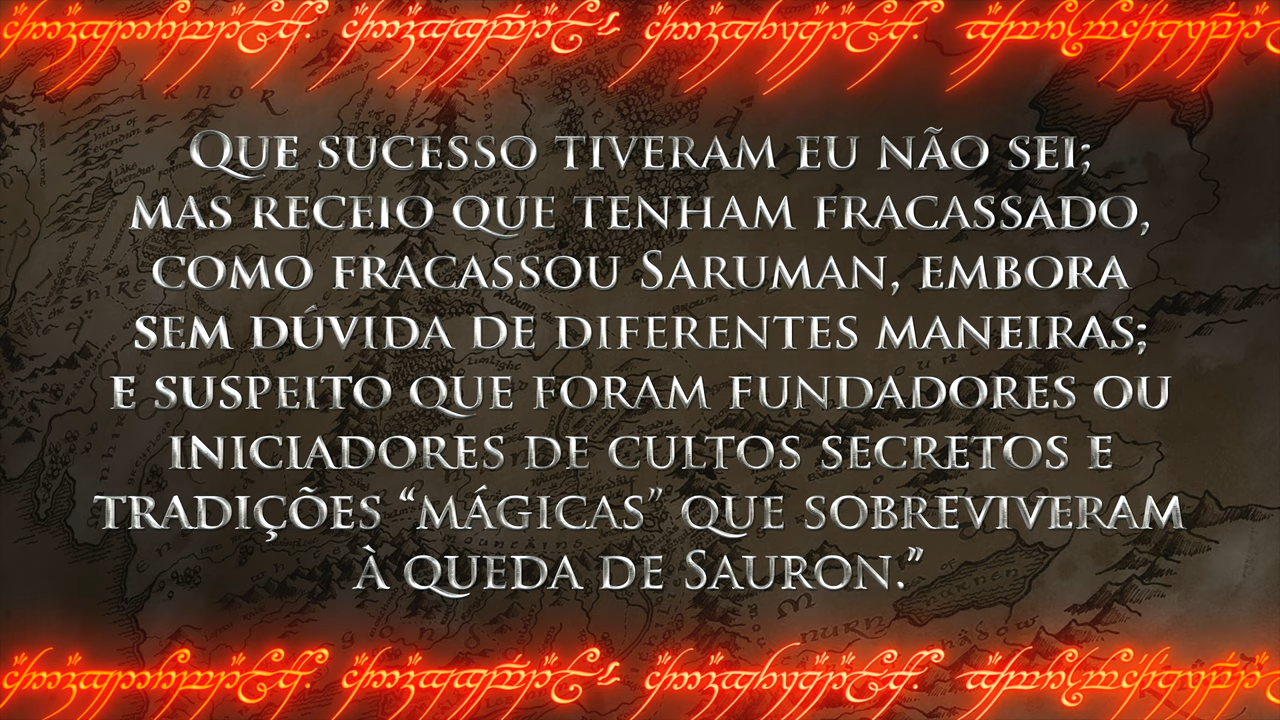 Que sucesso tiveram eu não sei;
mas receio que tenham fracassado,
como fracassou Saruman, embora
sem dúvida de diferentes maneiras;
e suspeito que foram fundadores ou
iniciadores de cultos secretos e
tradições “mágicas” que sobreviveram
à queda de Sauron.”